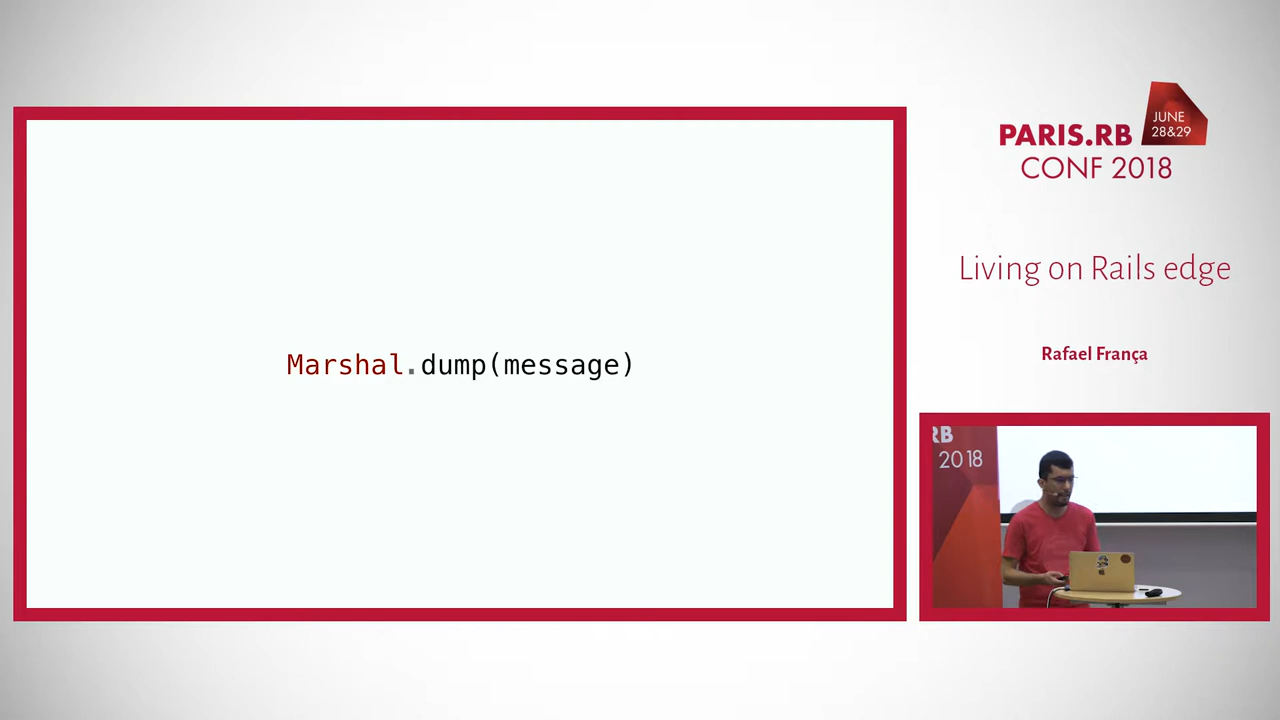 Marshal.dump(message)
PARIS.RB
JUNE
28&29
CONF 2018
Living on Rails edge
Rafael França
RB
2018